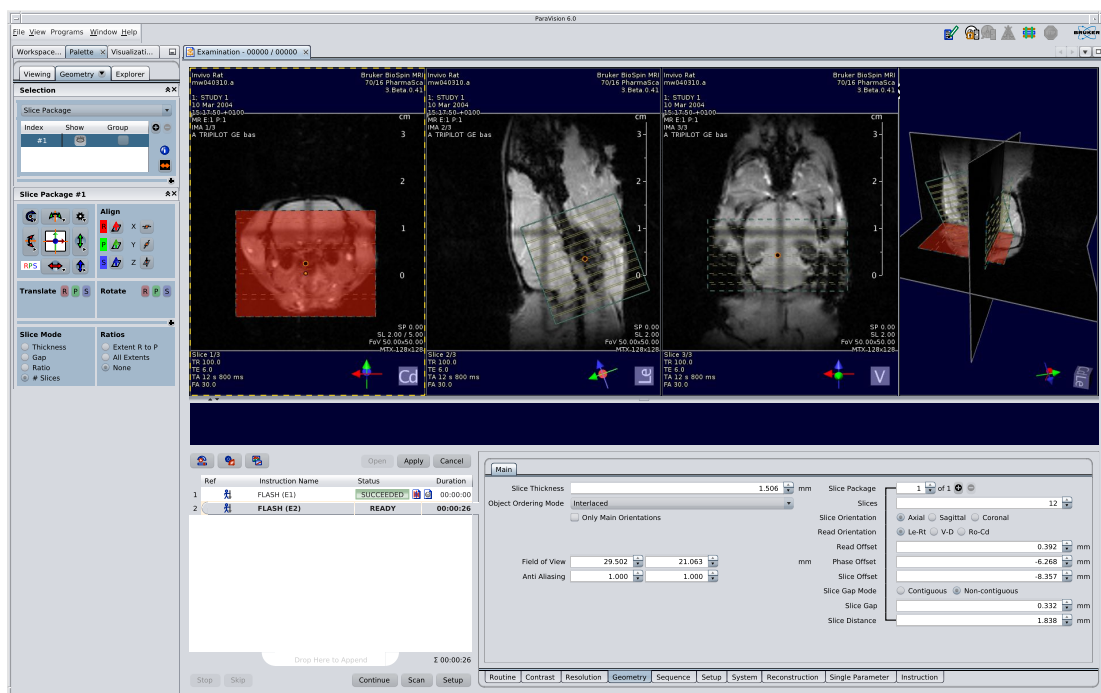 ParaVision 6.0
File View Programs Window Help
BRUKER
Workspace... Palette × Visualizati...
Examination - 00000 / 00000 ×
Viewing Geometry Explorer
Selection
Slice Package
Index Show Group
#1
Slice Package #1
Align
R X
P Y
S Z
RPS
Translate R P S Rotate R P S
Slice Mode
Thickness
Gap
Ratio
# Slices
Ratios
Extent R to P
All Extents
None
Invivo Rat
mw040310.a
1; STUDY 1
10 Mar 2004
15:17:50+0100
MR E:1 P:1
IMA 1/3
A TRIPILOT GE bas
Bruker BioSpin MRI
70/16 PharmaSca
3.Beta.0.41
cm
3
2
1
0
SP 0.00
SL 2.00 / 5.00
FoV 50.00x50.00
MTX 128x128
Slice 1/3
TR 100.0
TE 6.0
TA 12 s 800 ms
FA 30.0
Cd
Invivo Rat
mw040310.a
1; STUDY 1
10 Mar 2004
15:17:50+0100
MR E:1 P:1
IMA 2/3
A TRIPILOT GE bas
Bruker BioSpin MRI
70/16 PharmaSca
3.Beta.0.41
cm
3
2
1
0
SP 0.00
SL 2.00
FoV 50.00x50.00
MTX 128x128
Slice 2/3
TR 100.0
TE 6.0
TA 12 s 800 ms
FA 30.0
Le
Invivo Rat
mw040310.a
1; STUDY 1
10 Mar 2004
15:17:50+0100
MR E:1 P:1
IMA 3/3
A TRIPILOT GE bas
Bruker BioSpin MRI
70/16 PharmaSca
3.Beta.0.41
cm
3
2
1
0
SP 0.00
SL 2.00
FoV 50.00x50.00
MTX 128x128
Slice 3/3
TR 100.0
TE 6.0
TA 12 s 800 ms
FA 30.0
V
Le
Open Apply Cancel
Ref Instruction Name Status Duration
1 FLASH (E1) SUCCEEDED 00:00:00
2 FLASH (E2) READY 00:00:26
Drop Here to Append
Σ 00:00:26
Stop Skip Continue Scan Setup
Main
Slice Thickness 1.506 mm
Object Ordering Mode Interlaced
Only Main Orientations
Field of View 29.502 21.063 mm
Anti Aliasing 1.000 1.000
Slice Package 1 of 1
Slices 12
Slice Orientation Axial Sagittal Coronal
Read Orientation Le-Rt V-D Ro-Cd
Read Offset 0.392 mm
Phase Offset -6.268 mm
Slice Offset -8.357 mm
Slice Gap Mode Contiguous Non-contiguous
Slice Gap 0.332 mm
Slice Distance 1.838 mm
Routine Contrast Resolution Geometry Sequence Setup System Reconstruction Single Parameter Instruction